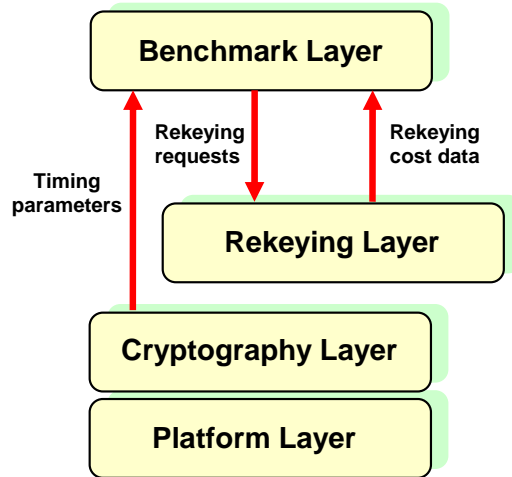 Benchmark Layer
Rekeying
requests
Rekeying
cost data
Timing
parameters
Rekeying Layer
Cryptography Layer
Platform Layer